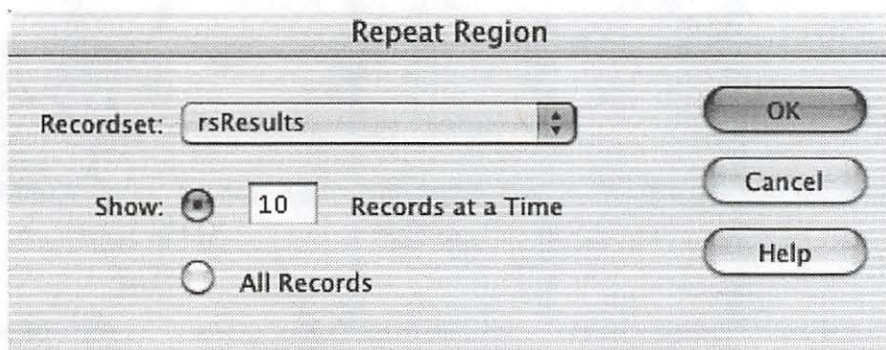 Repeat Region
Recordset: rsResults
OK
Show: 10 Records at a Time
Cancel
All Records
Help